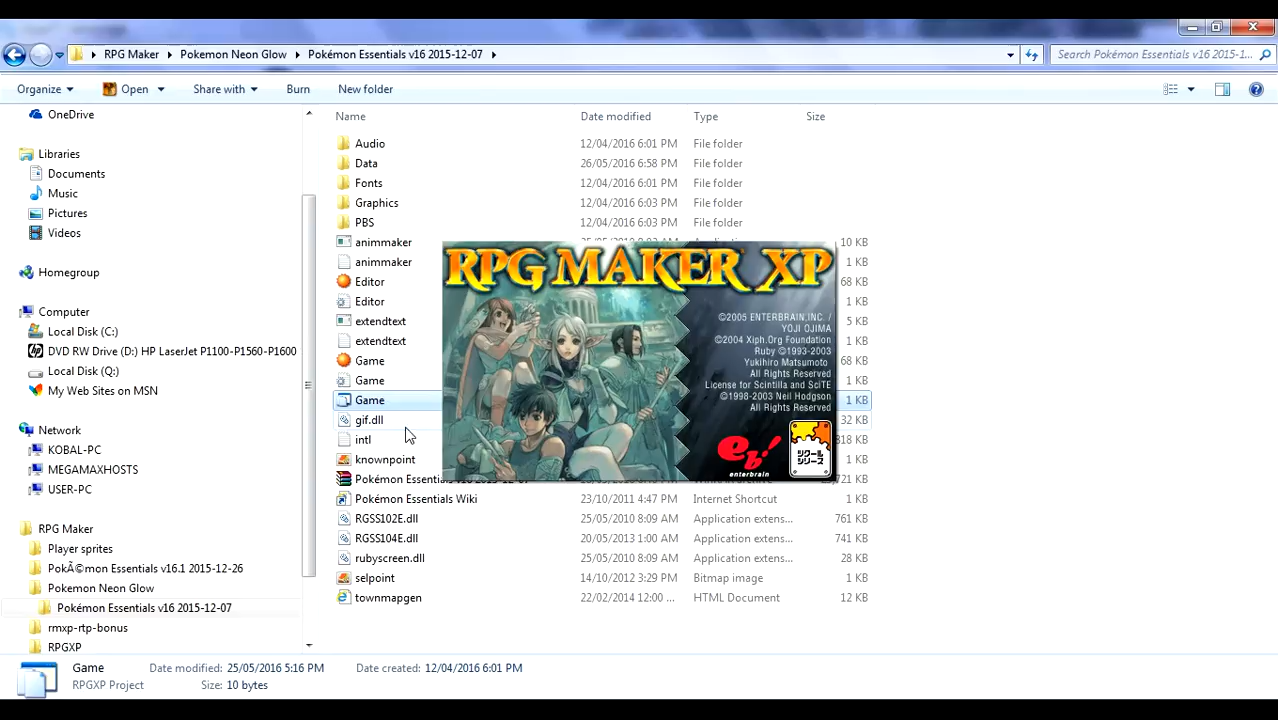 RPG Maker Pokemon Neon Glow Pokémon Essentials v16 2015-12-07
Search Pokémon Essentials v16 2015-1...
Organize Open Share with Burn New folder
Name Date modified Type Size
OneDrive
Libraries
Documents
Music
Pictures
Videos
Homegroup
Computer
Local Disk (C:)
DVD RW Drive (D:) HP LaserJet P1100-P1560-P1600
Local Disk (Q:)
My Web Sites on MSN
Network
KOBAL-PC
MEGAMAXHOSTS
USER-PC
RPG Maker
Player sprites
PokÃ©mon Essentials v16.1 2015-12-26
Pokemon Neon Glow
Pokémon Essentials v16 2015-12-07
rmxp-rtp-bonus
RPGXP
Audio 12/04/2016 6:01 PM File folder
Data 26/05/2016 6:58 PM File folder
Fonts 12/04/2016 6:01 PM File folder
Graphics 12/04/2016 6:03 PM File folder
PBS 12/04/2016 6:03 PM File folder
animmaker 10 KB
animmaker 1 KB
Editor 68 KB
Editor 1 KB
extendtext 5 KB
extendtext 1 KB
Game 68 KB
Game 1 KB
Game 1 KB
gif.dll 32 KB
intl 818 KB
knownpoint 1 KB
Pokémon Essentials v16 2015-12-07
Pokémon Essentials Wiki 23/10/2011 4:47 PM Internet Shortcut 1 KB
RGSS102E.dll 25/05/2010 8:09 AM Application extens... 761 KB
RGSS104E.dll 20/05/2013 1:00 AM Application extens... 741 KB
rubyscreen.dll 25/05/2010 8:09 AM Application extens... 28 KB
selpoint 14/10/2012 3:29 PM Bitmap image 1 KB
townmapgen 22/02/2014 12:00 ... HTML Document 12 KB
RPG MAKER XP
©2005 ENTERBRAIN,INC. /
YOJI OJIMA
©2004 Xiph.Org Foundation
Ruby ©1993-2003
Yukihiro Matsumoto
All Rights Reserved
License for Scintilla and SciTE
©1998-2003 Neil Hodgson
All Rights Reserved
eb!
enterbrain
ツクール
シリーズ
Game Date modified: 25/05/2016 5:16 PM Date created: 12/04/2016 6:01 PM
RPGXP Project Size: 10 bytes